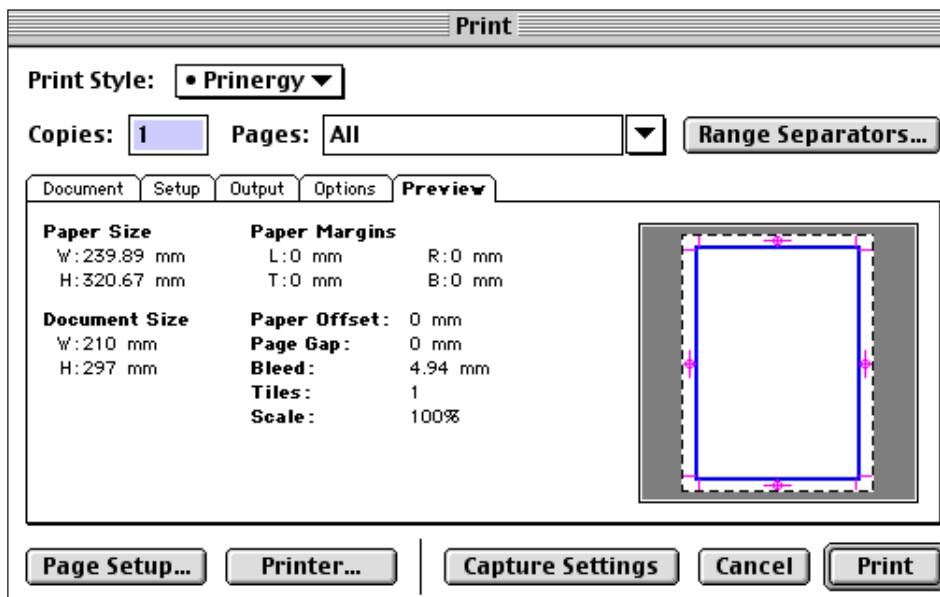 Print
Print Style: • Prinergy
Copies: 1 Pages: All Range Separators...
Document Setup Output Options Preview
Paper Size Paper Margins
W:239.89 mm L:0 mm R:0 mm
H:320.67 mm T:0 mm B:0 mm
Document Size Paper Offset: 0 mm
W:210 mm Page Gap: 0 mm
H:297 mm Bleed: 4.94 mm
Tiles: 1
Scale: 100%
Page Setup... Printer... Capture Settings Cancel Print